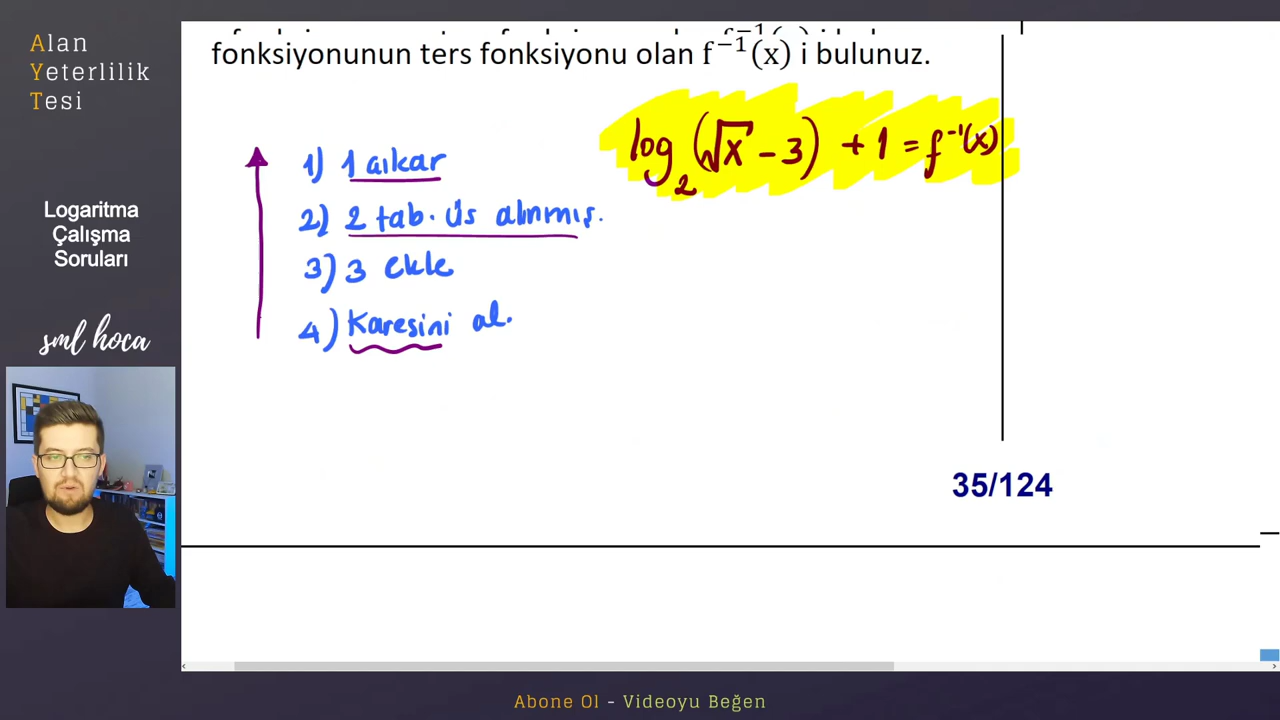 Alan
Yeterlilik
Tesi
Logaritma
Çalışma
Soruları
sml hoca
fonksiyonunun ters fonksiyonu olan f⁻¹(x) i bulunuz.
log₂(√x - 3) + 1 = f⁻¹(x)
1) 1 aıkar
2) 2 tab. üs alınmış.
3) 3 ekle
4) Karesini al.
35/124
Abone Ol - Videoyu Beğen